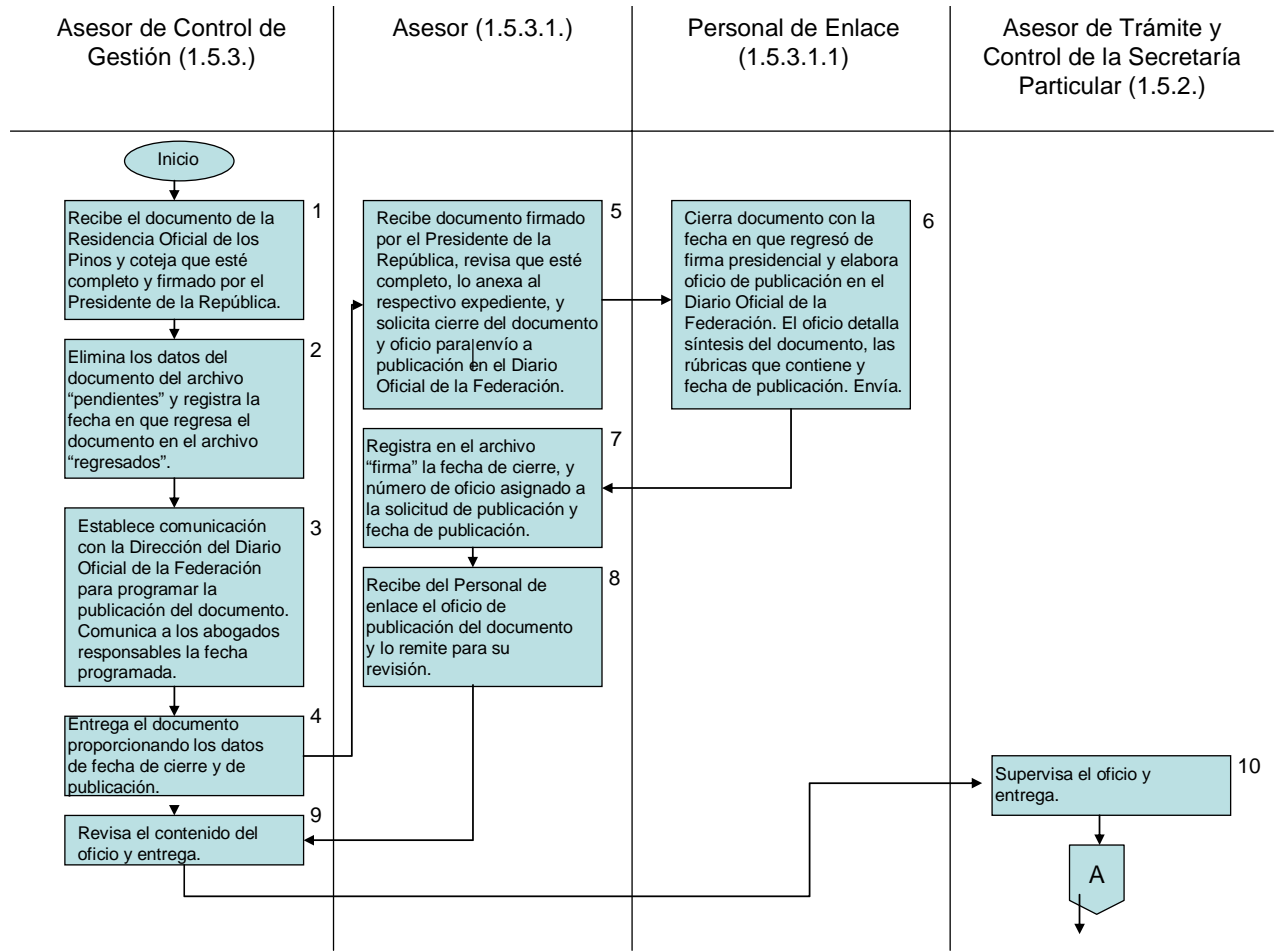 Asesor de Control de
Gestión (1.5.3.)
Asesor (1.5.3.1.)
Personal de Enlace
(1.5.3.1.1)
Asesor de Trámite y
Control de la Secretaría
Particular (1.5.2.)
Inicio
1
Recibe el documento de la
Residencia Oficial de los
Pinos y coteja que esté
completo y firmado por el
Presidente de la República.
2
Elimina los datos del
documento del archivo
“pendientes” y registra la
fecha en que regresa el
documento en el archivo
“regresados”.
3
Establece comunicación
con la Dirección del Diario
Oficial de la Federación
para programar la
publicación del documento.
Comunica a los abogados
responsables la fecha
programada.
4
Entrega el documento
proporcionando los datos
de fecha de cierre y de
publicación.
5
Recibe documento firmado
por el Presidente de la
República, revisa que esté
completo, lo anexa al
respectivo expediente, y
solicita cierre del documento
y oficio para envío a
publicación en el Diario
Oficial de la Federación.
6
Cierra documento con la
fecha en que regresó de
firma presidencial y elabora
oficio de publicación en el
Diario Oficial de la
Federación. El oficio detalla
síntesis del documento, las
rúbricas que contiene y
fecha de publicación. Envía.
7
Registra en el archivo
“firma” la fecha de cierre, y
número de oficio asignado a
la solicitud de publicación y
fecha de publicación.
8
Recibe del Personal de
enlace el oficio de
publicación del documento
y lo remite para su
revisión.
9
Revisa el contenido del
oficio y entrega.
10
Supervisa el oficio y
entrega.
A